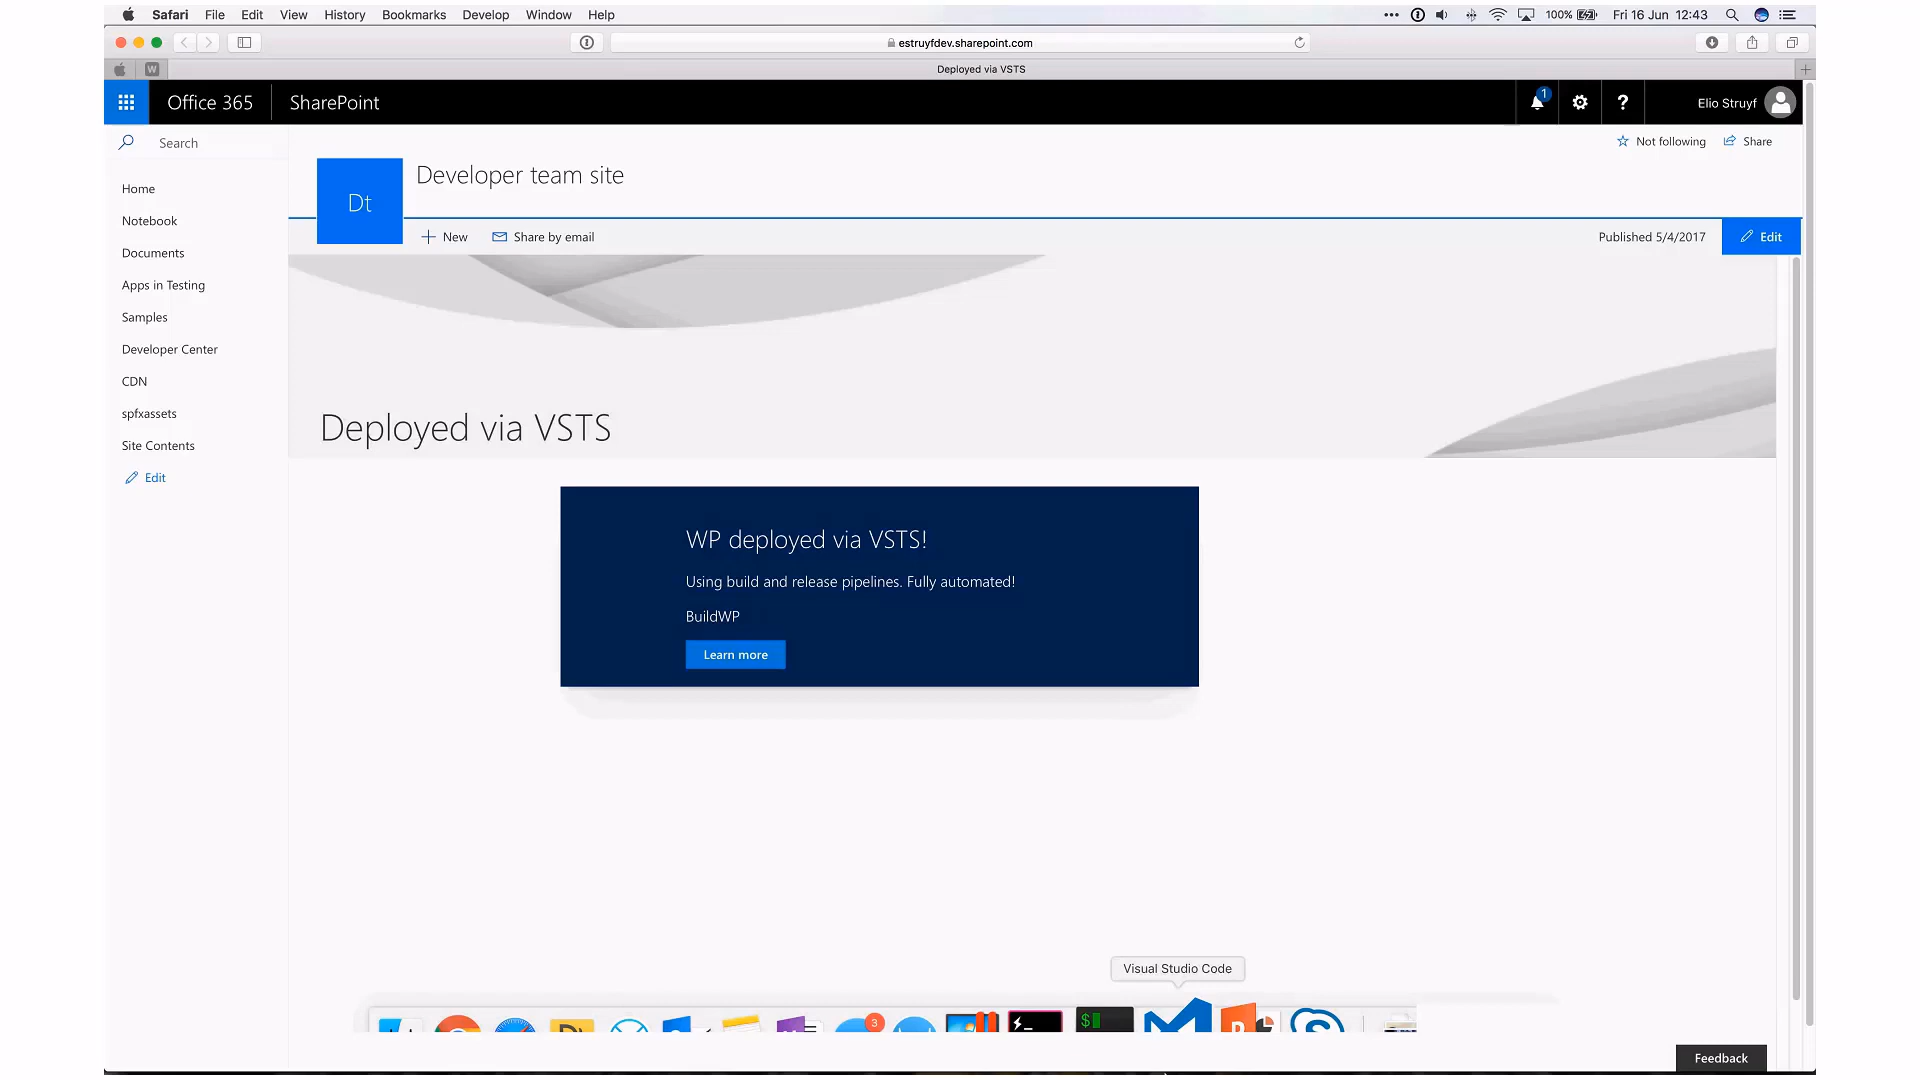 Safari File Edit View History Bookmarks Develop Window Help 100% Fri 16 Jun 12:43
estruyfdev.sharepoint.com
W Deployed via VSTS
Office 365 SharePoint 1 ? Elio Struyf
Search
Not following Share
Dt
Developer team site
New Share by email Published 5/4/2017 Edit
Home
Notebook
Documents
Apps in Testing
Samples
Developer Center
CDN
spfxassets
Site Contents
Edit
Deployed via VSTS
WP deployed via VSTS!
Using build and release pipelines. Fully automated!
BuildWP
Learn more
Visual Studio Code
3
$
Feedback